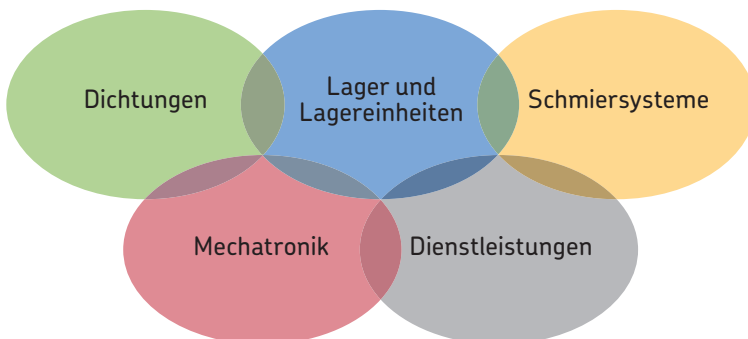 Dichtungen
Lager und
Lagereinheiten
Schmiersysteme
Mechatronik
Dienstleistungen